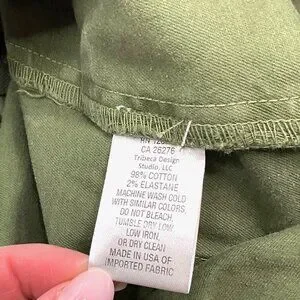 CA 26276
Tribeca Design
Studio, LLC
98% COTTON
2% ELASTANE
MACHINE WASH COLD
WITH SIMILAR COLORS,
DO NOT BLEACH,
TUMBLE DRY LOW
LOW IRON,
OR DRY CLEAN
MADE IN USA OF
IMPORTED FABRIC